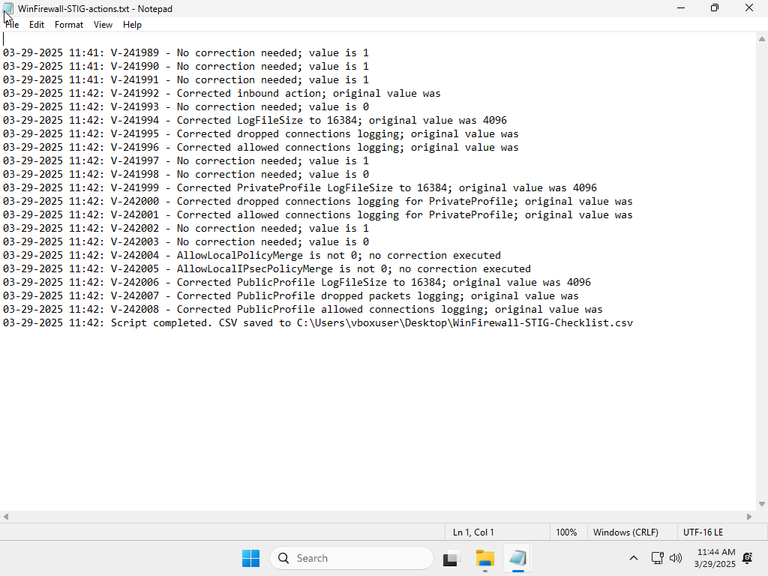 WinFirewall-STIG-actions.txt - Notepad
File Edit Format View Help
03-29-2025 11:41: V-241989 - No correction needed; value is 1
03-29-2025 11:41: V-241990 - No correction needed; value is 1
03-29-2025 11:41: V-241991 - No correction needed; value is 1
03-29-2025 11:42: V-241992 - Corrected inbound action; original value was
03-29-2025 11:42: V-241993 - No correction needed; value is 0
03-29-2025 11:42: V-241994 - Corrected LogFileSize to 16384; original value was 4096
03-29-2025 11:42: V-241995 - Corrected dropped connections logging; original value was
03-29-2025 11:42: V-241996 - Corrected allowed connections logging; original value was
03-29-2025 11:42: V-241997 - No correction needed; value is 1
03-29-2025 11:42: V-241998 - No correction needed; value is 0
03-29-2025 11:42: V-241999 - Corrected PrivateProfile LogFileSize to 16384; original value was 4096
03-29-2025 11:42: V-242000 - Corrected dropped connections logging for PrivateProfile; original value was
03-29-2025 11:42: V-242001 - Corrected allowed connections logging for PrivateProfile; original value was
03-29-2025 11:42: V-242002 - No correction needed; value is 1
03-29-2025 11:42: V-242003 - No correction needed; value is 0
03-29-2025 11:42: V-242004 - AllowLocalPolicyMerge is not 0; no correction executed
03-29-2025 11:42: V-242005 - AllowLocalIPsecPolicyMerge is not 0; no correction executed
03-29-2025 11:42: V-242006 - Corrected PublicProfile LogFileSize to 16384; original value was 4096
03-29-2025 11:42: V-242007 - Corrected PublicProfile dropped packets logging; original value was
03-29-2025 11:42: V-242008 - Corrected PublicProfile allowed connections logging; original value was
03-29-2025 11:42: Script completed. CSV saved to C:\Users\vboxuser\Desktop\WinFirewall-STIG-Checklist.csv
Ln 1, Col 1 100% Windows (CRLF) UTF-16 LE
Search
11:44 AM
3/29/2025